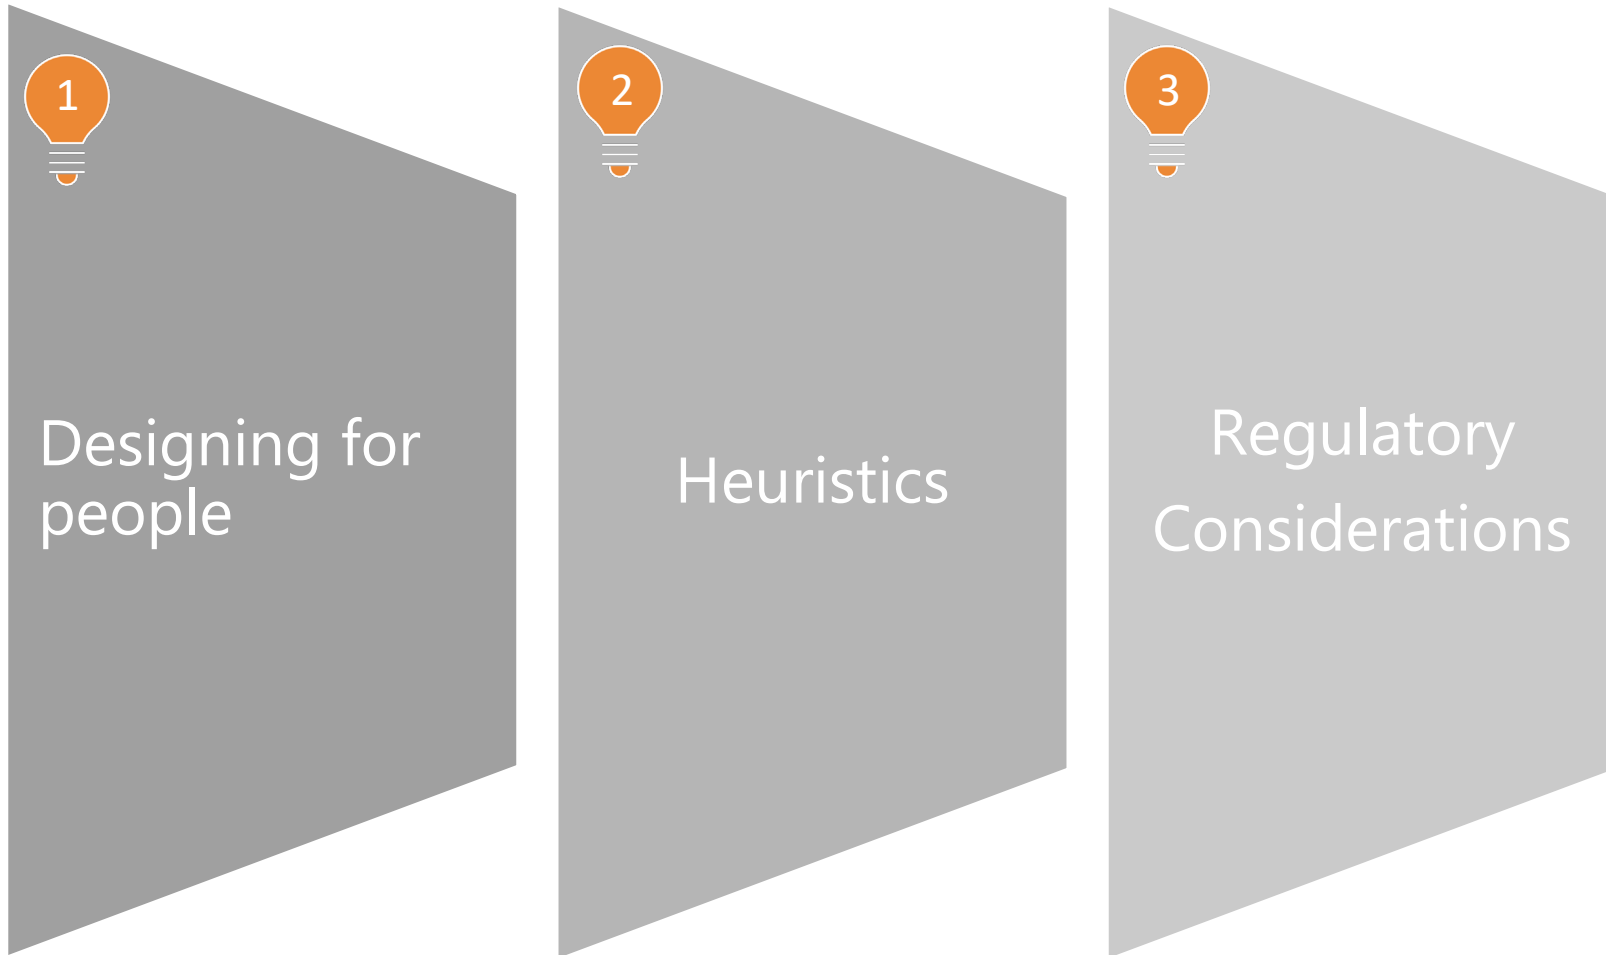 1
Designing for
people
2
Heuristics
3
Regulatory
Considerations